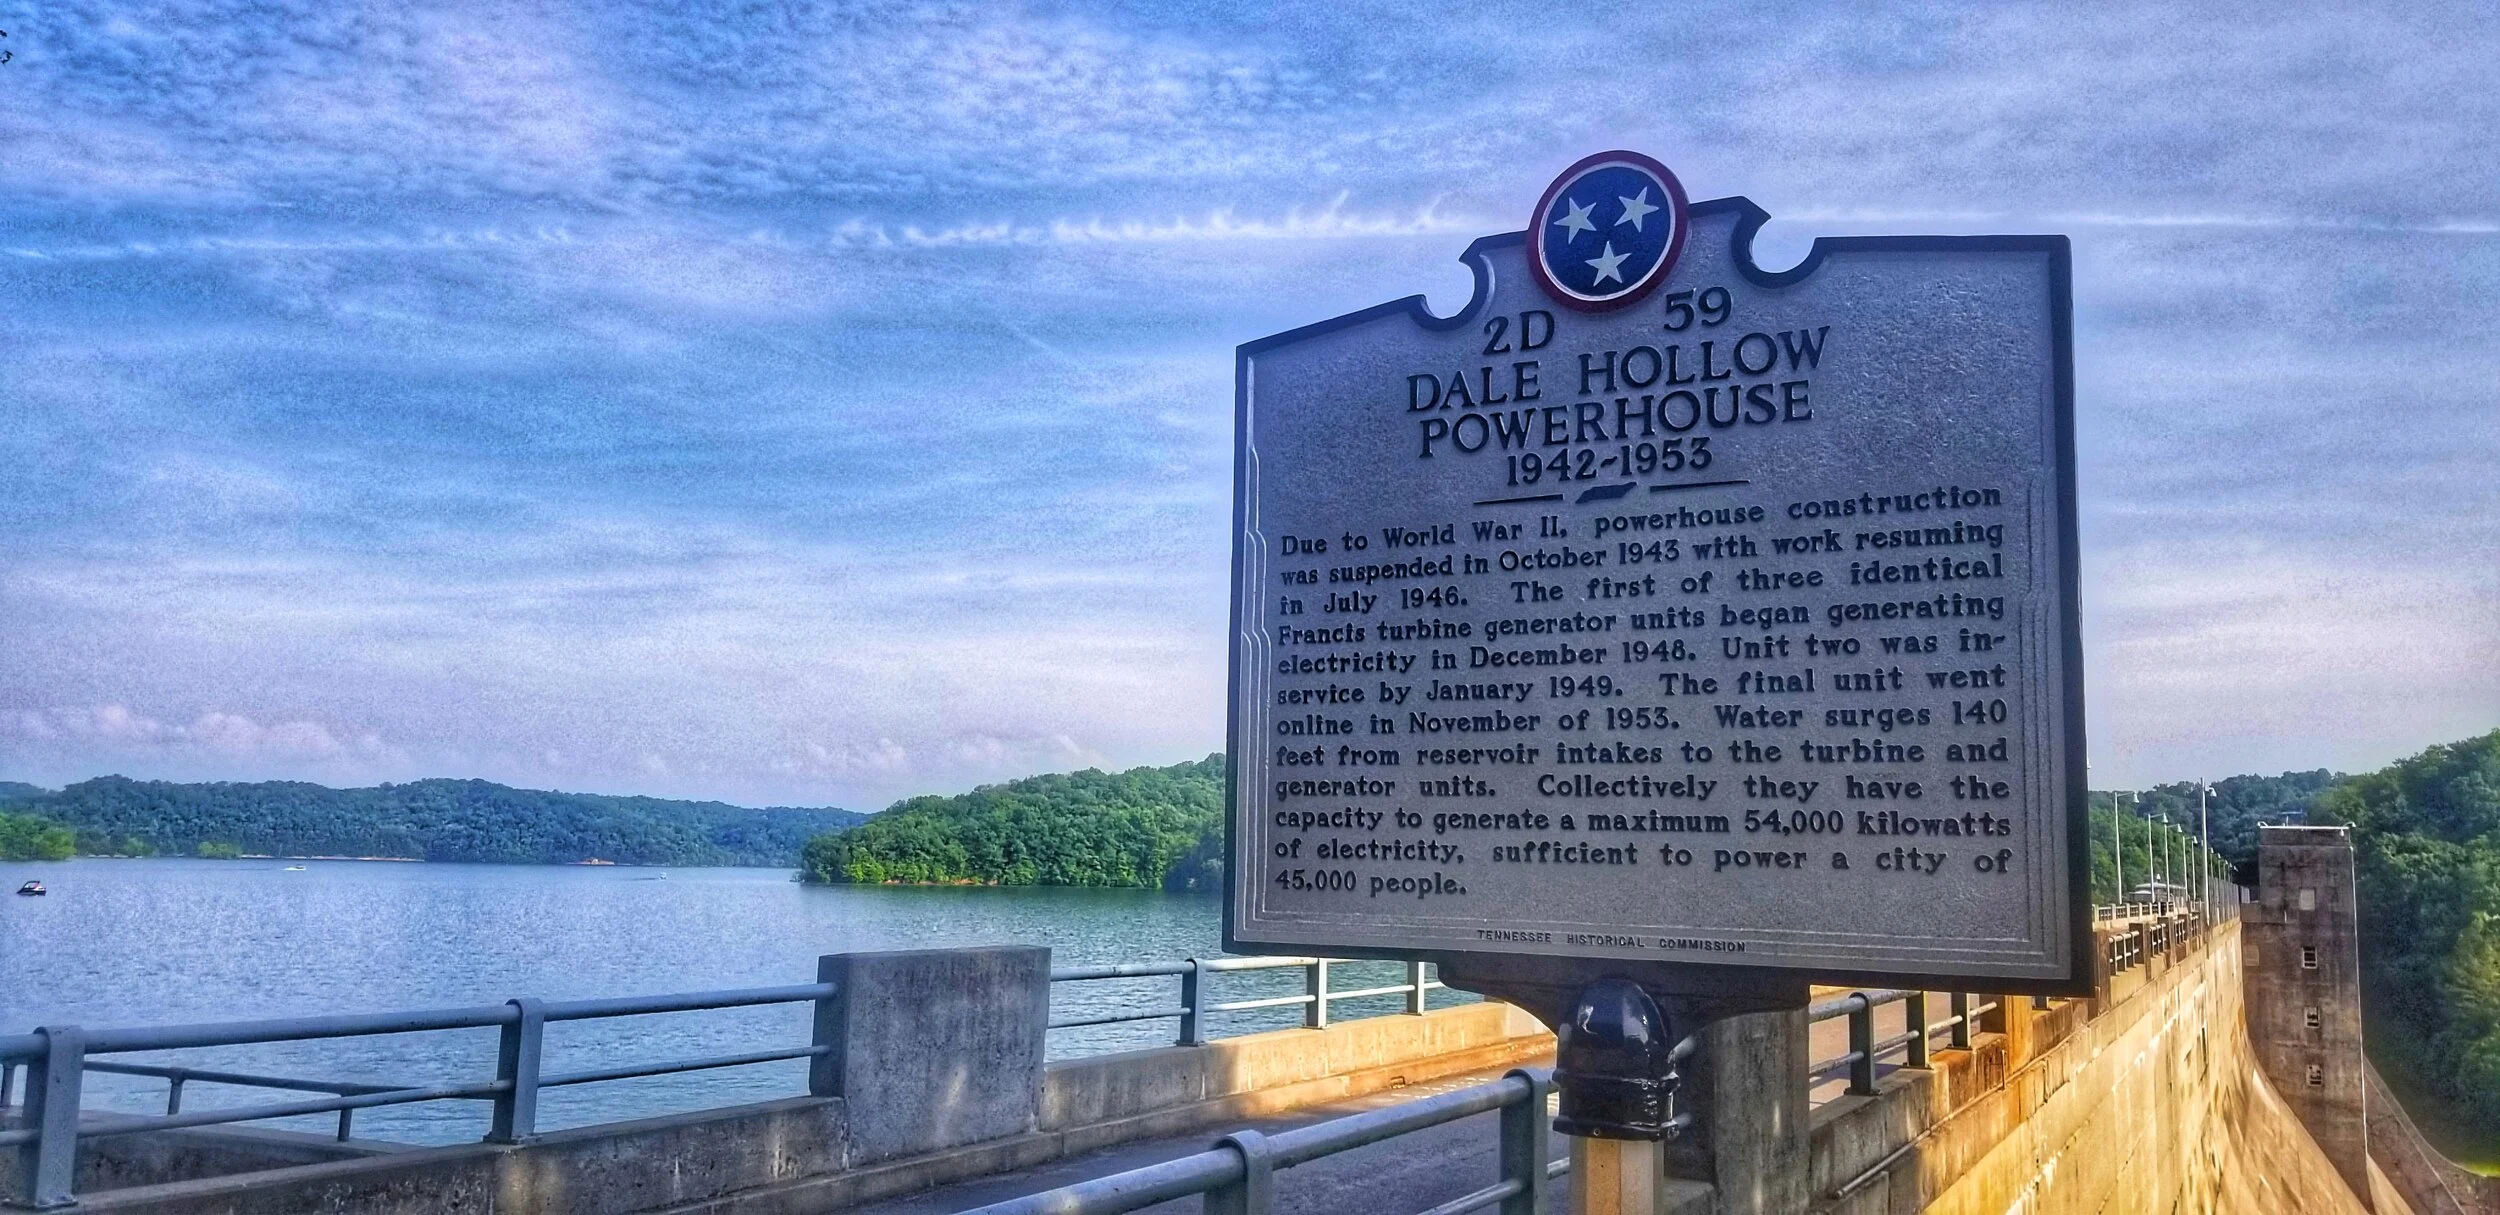 2D 59
DALE HOLLOW
POWERHOUSE
1942-1953
Due to World War II, powerhouse construction
was suspended in October 1943 with work resuming
in July 1946. The first of three identical
Francis turbine generator units began generating
electricity in December 1948. Unit two was in-
service by January 1949. The final unit went
online in November of 1953. Water surges 140
feet from reservoir intakes to the turbine and
generator units. Collectively they have the
capacity to generate a maximum 54,000 kilowatts
of electricity, sufficient to power a city of
45,000 people.
TENNESSEE HISTORICAL COMMISSION